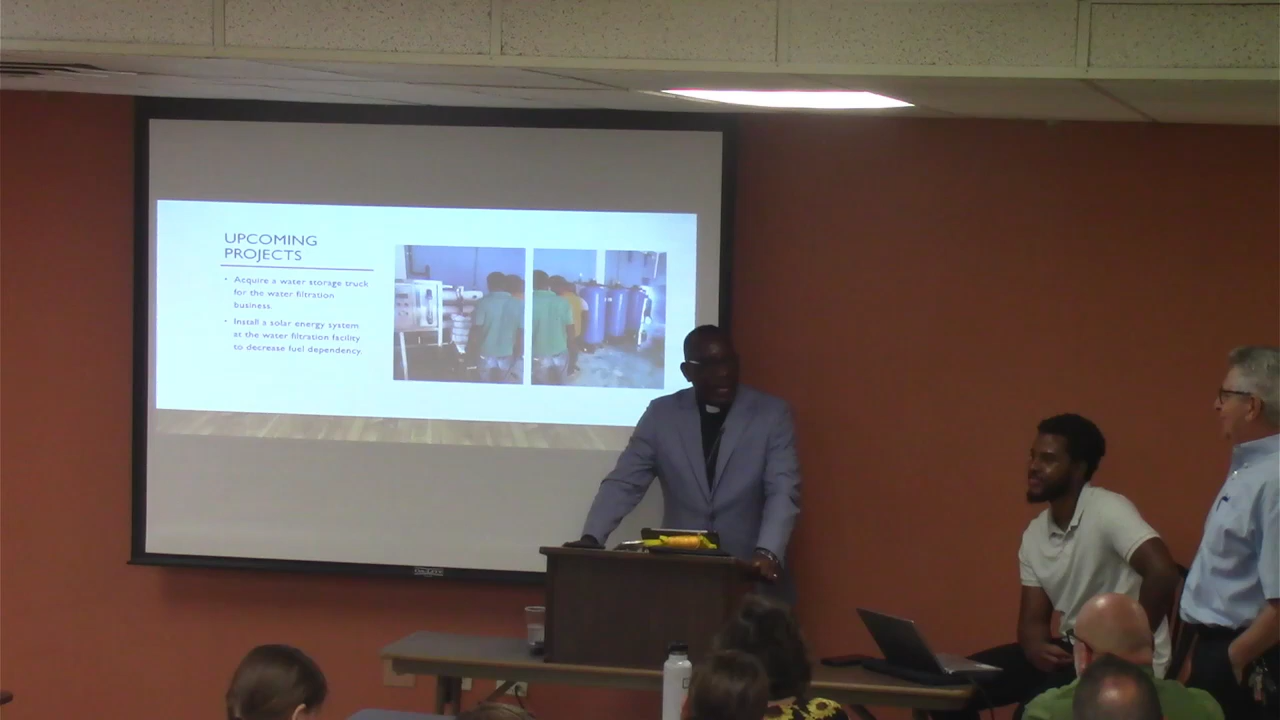 UPCOMING
PROJECTS
• Acquire a water storage truck
for the water filtration
business.
• Install a solar energy system
at the water filtration facility
to decrease fuel dependency.